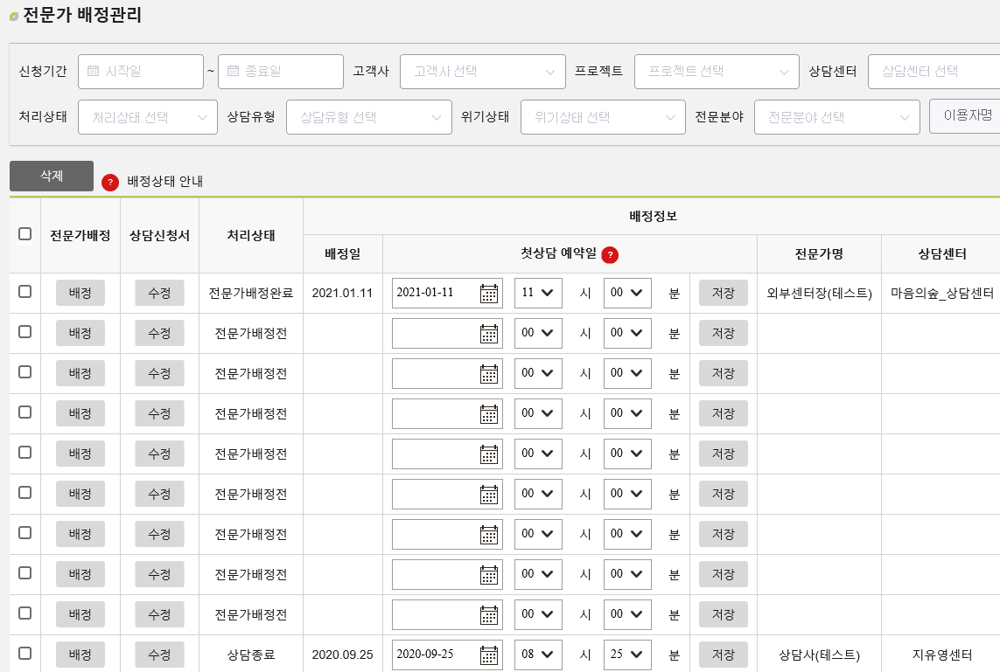 전문가 배정관리
신청기간 시작일 ~ 종료일 고객사 고객사 선택 프로젝트 프로젝트 선택 상담센터 상담센터 선택
처리상태 처리상태 선택 상담유형 상담유형 선택 위기상태 위기상태 선택 전문분야 전문분야 선택 이용자명
삭제 ? 배정상태 안내
배정정보
전문가배정 상담신청서 처리상태
배정일 첫상담 예약일 ? 전문가명 상담센터
배정 수정 전문가배정완료 2021.01.11 2021-01-11 11 시 00 분 저장 외부센터장(테스트) 마음의숲_상담센터
배정 수정 전문가배정전 00 시 00 분 저장
배정 수정 전문가배정전 00 시 00 분 저장
배정 수정 전문가배정전 00 시 00 분 저장
배정 수정 전문가배정전 00 시 00 분 저장
배정 수정 전문가배정전 00 시 00 분 저장
배정 수정 전문가배정전 00 시 00 분 저장
배정 수정 전문가배정전 00 시 00 분 저장
배정 수정 전문가배정전 00 시 00 분 저장
배정 수정 상담종료 2020.09.25 2020-09-25 08 시 25 분 저장 상담사(테스트) 지유영센터